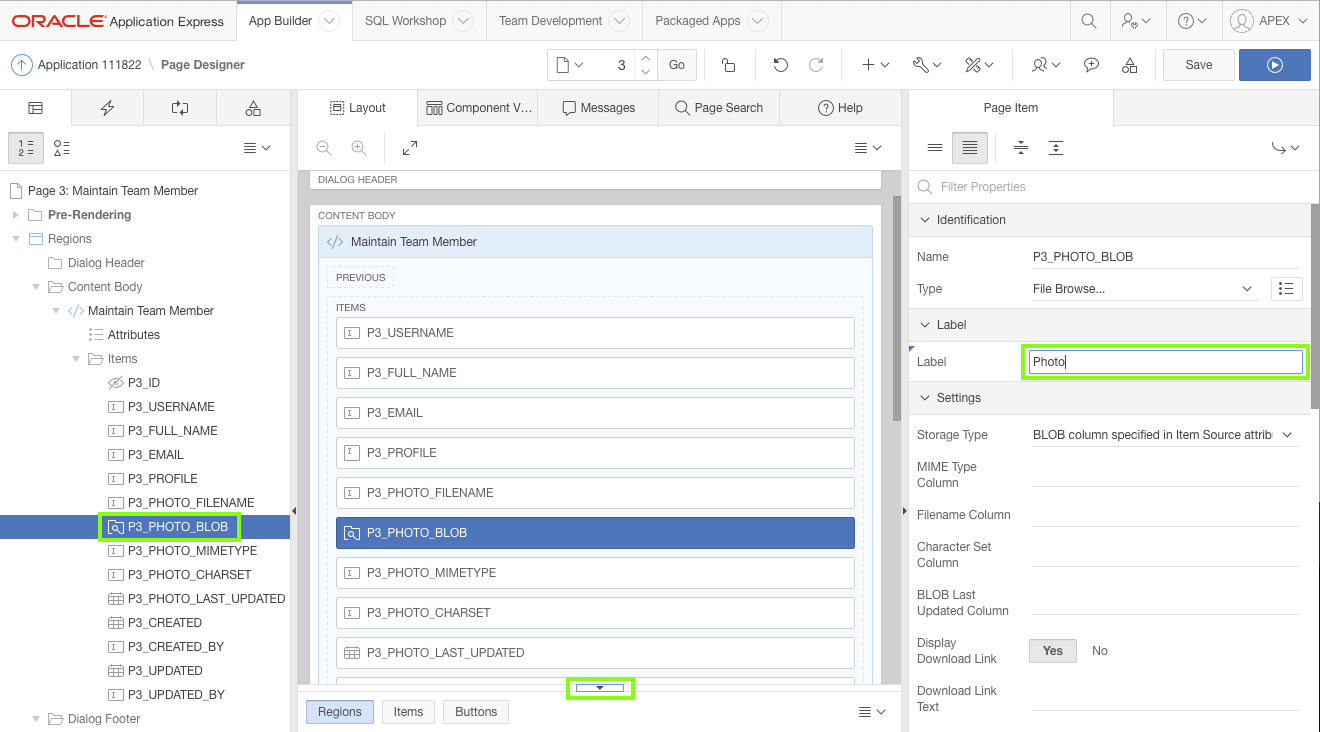 ORACLE Application Express
App Builder
SQL Workshop
Team Development
Packaged Apps
APEX
Application 111822 \ Page Designer
3
Go
Save
Layout
Component V...
Messages
Page Search
Help
Page Item
Page 3: Maintain Team Member
Pre-Rendering
Regions
Dialog Header
Content Body
Maintain Team Member
Attributes
Items
P3_ID
P3_USERNAME
P3_FULL_NAME
P3_EMAIL
P3_PROFILE
P3_PHOTO_FILENAME
P3_PHOTO_BLOB
P3_PHOTO_MIMETYPE
P3_PHOTO_CHARSET
P3_PHOTO_LAST_UPDATED
P3_CREATED
P3_CREATED_BY
P3_UPDATED
P3_UPDATED_BY
Dialog Footer
DIALOG HEADER
CONTENT BODY
Maintain Team Member
PREVIOUS
ITEMS
P3_USERNAME
P3_FULL_NAME
P3_EMAIL
P3_PROFILE
P3_PHOTO_FILENAME
P3_PHOTO_BLOB
P3_PHOTO_MIMETYPE
P3_PHOTO_CHARSET
P3_PHOTO_LAST_UPDATED
Regions
Items
Buttons
Filter Properties
Identification
Name
P3_PHOTO_BLOB
Type
File Browse...
Label
Label
Photo
Settings
Storage Type
BLOB column specified in Item Source attrib
MIME Type
Column
Filename Column
Character Set
Column
BLOB Last
Updated Column
Display
Download Link
Yes
No
Download Link
Text